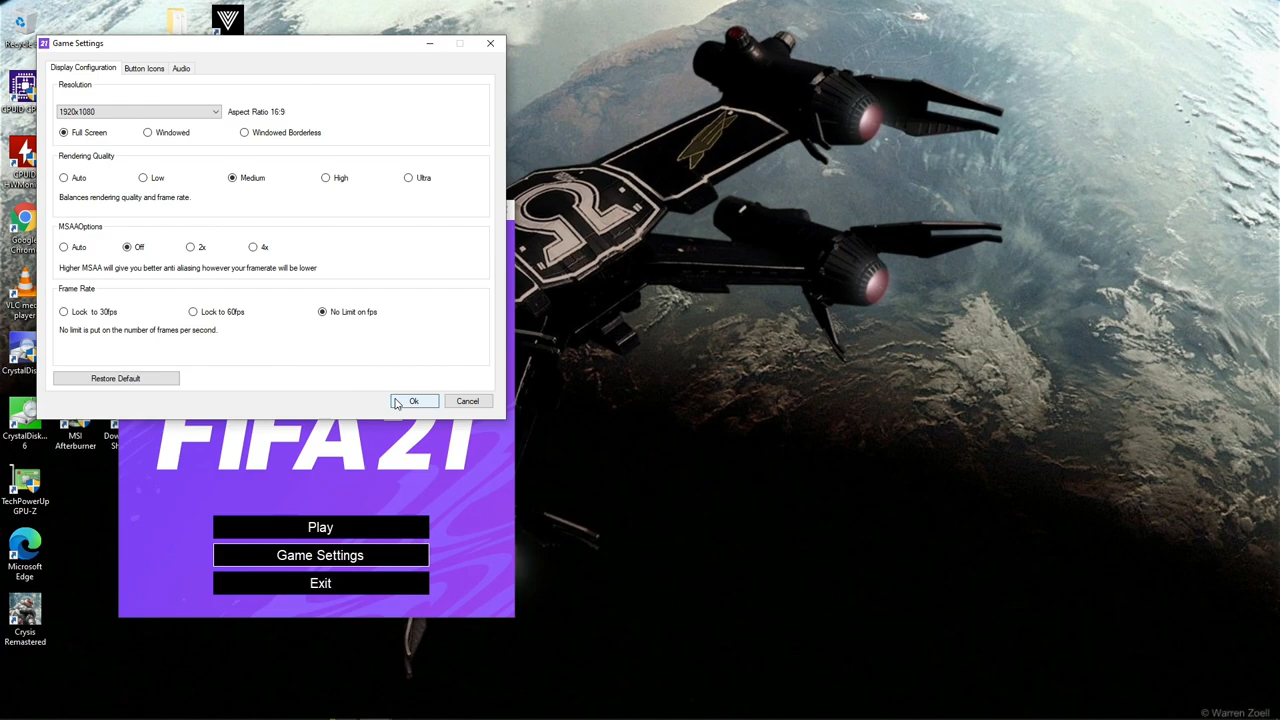 Game Settings
Display Configuration
Button Icons
Audio
Resolution
1920x1080
Aspect Ratio 16:9
Full Screen
Windowed
Windowed Borderless
Rendering Quality
Auto
Low
Medium
High
Ultra
Balances rendering quality and frame rate.
MSAAOptions
Auto
Off
2x
4x
Higher MSAA will give you better anti aliasing however your framerate will be lower
Frame Rate
Lock to 30fps
Lock to 60fps
No Limit on fps
No limit is put on the number of frames per second.
Restore Default
Ok
Cancel
FIFA 21
Play
Game Settings
Exit
VLC me...
player
CrystalDisk...
6
MSI
Afterburner
TechPowerUp
GPU-Z
Microsoft
Edge
Crysis
Remastered
© Warren Zoell